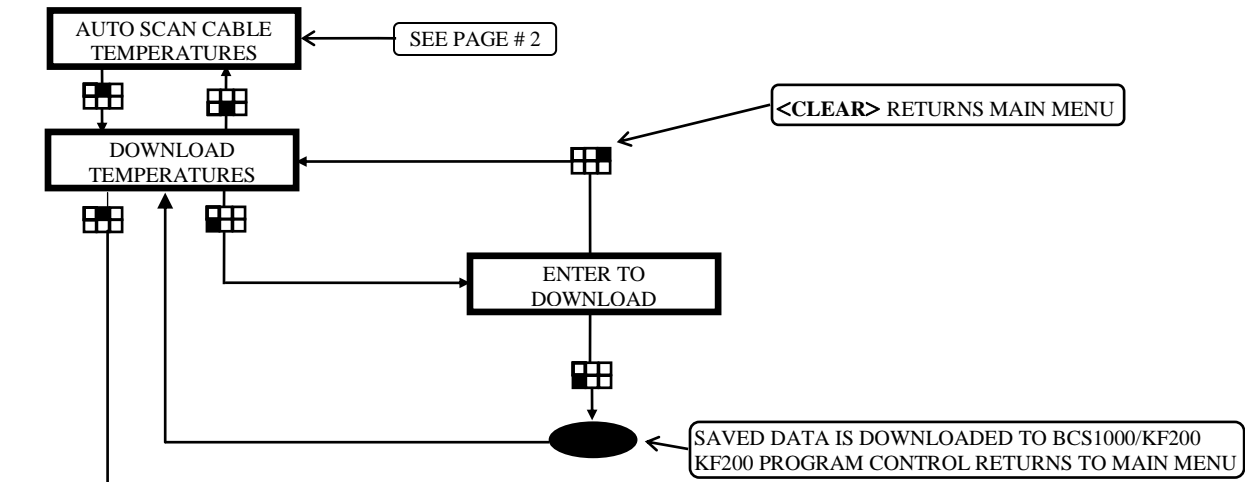 AUTO SCAN CABLE
TEMPERATURES
SEE PAGE # 2
<CLEAR> RETURNS MAIN MENU
DOWNLOAD
TEMPERATURES
ENTER TO
DOWNLOAD
SAVED DATA IS DOWNLOADED TO BCS1000/KF200
KF200 PROGRAM CONTROL RETURNS TO MAIN MENU